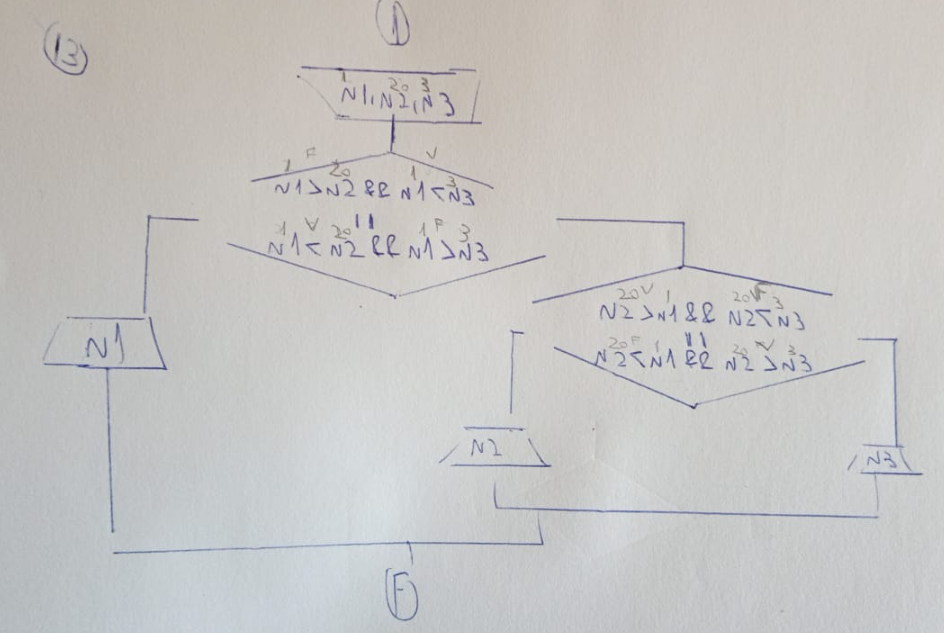 I
13
1 20 3
N1,N2,N3
F V
1 20 1 3
N1>N2 && N1<N3
||
1 V 20 1 F 3
N1<N2 && N1>N3
20 V 1 20 F 3
N2>N1 && N2<N3
||
20 F 1 20 V 3
N2<N1 && N2>N3
N1
N2
N3
F